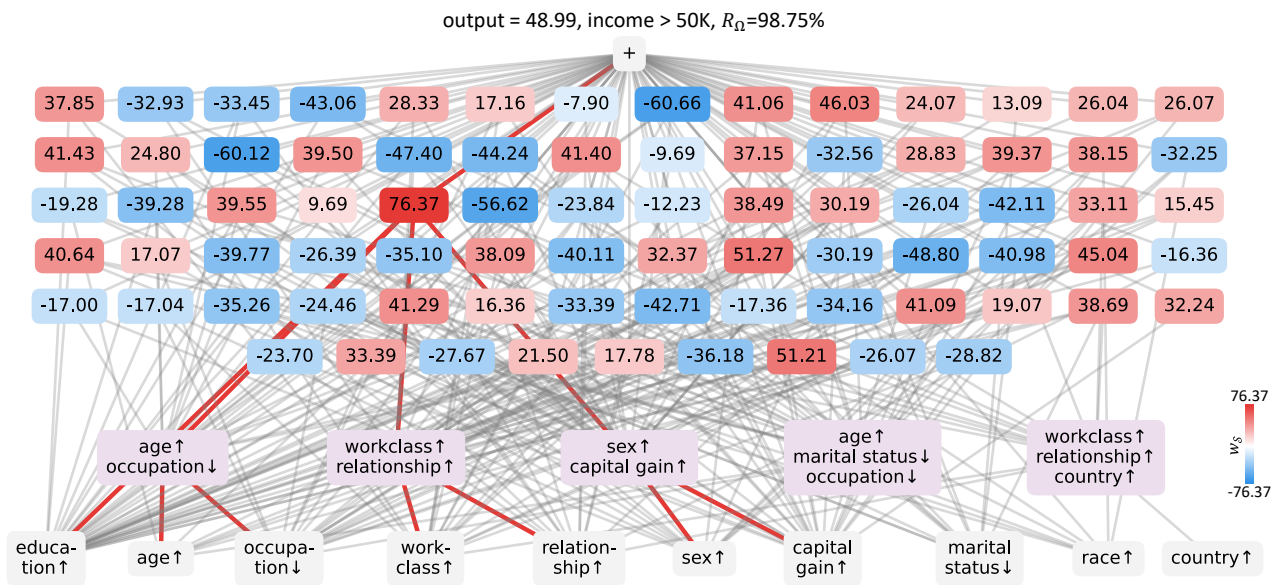 output = 48.99, income > 50K, R_Ω=98.75%
+
37.85 -32.93 -33.45 -43.06 28.33 17.16 -7.90 -60.66 41.06 46.03 24.07 13.09 26.04 26.07
41.43 24.80 -60.12 39.50 -47.40 -44.24 41.40 -9.69 37.15 -32.56 28.83 39.37 38.15 -32.25
-19.28 -39.28 39.55 9.69 76.37 -56.62 -23.84 -12.23 38.49 30.19 -26.04 -42.11 33.11 15.45
40.64 17.07 -39.77 -26.39 -35.10 38.09 -40.11 32.37 51.27 -30.19 -48.80 -40.98 45.04 -16.36
-17.00 -17.04 -35.26 -24.46 41.29 16.36 -33.39 -42.71 -17.36 -34.16 41.09 19.07 38.69 32.24
-23.70 33.39 -27.67 21.50 17.78 -36.18 51.21 -26.07 -28.82
76.37
w_S
-76.37
age↑
occupation↓
workclass↑
relationship↑
sex↑
capital gain↑
age↑
marital status↓
occupation↓
workclass↑
relationship↑
country↑
educa-
tion↑
age↑
occupa-
tion↓
work-
class↑
relation-
ship↑
sex↑
capital
gain↑
marital
status↓
race↑
country↑